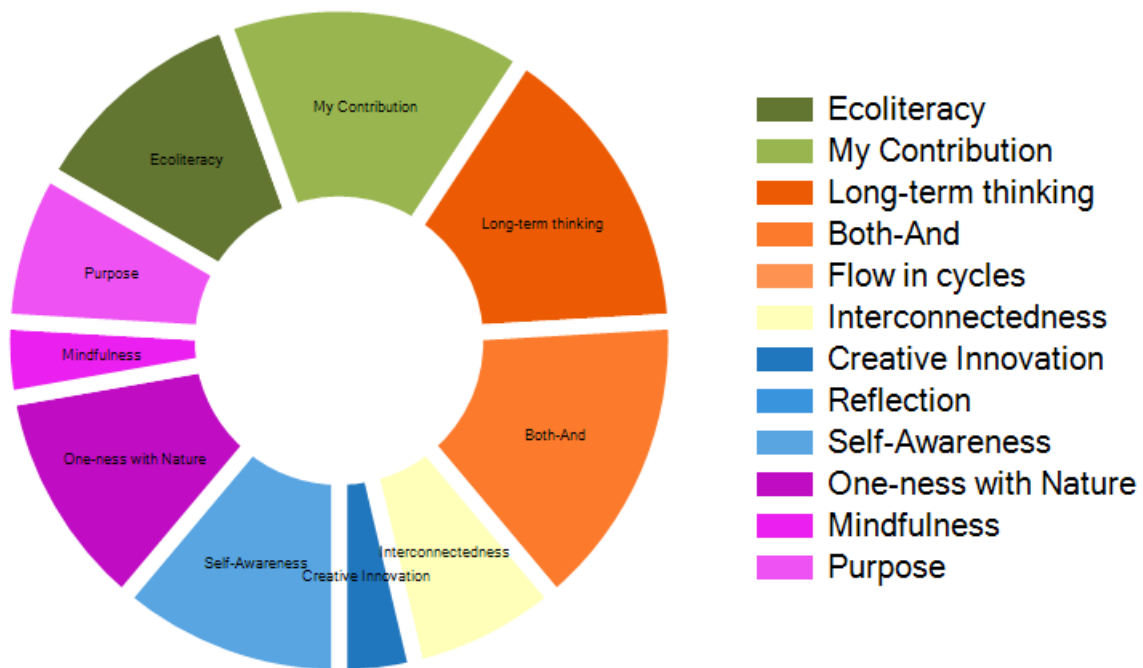 My Contribution
Ecoliteracy
Long-term thinking
Purpose
Mindfulness
Both-And
One-ness with Nature
Interconnectedness
Self-Awareness
Creative Innovation
Ecoliteracy
My Contribution
Long-term thinking
Both-And
Flow in cycles
Interconnectedness
Creative Innovation
Reflection
Self-Awareness
One-ness with Nature
Mindfulness
Purpose